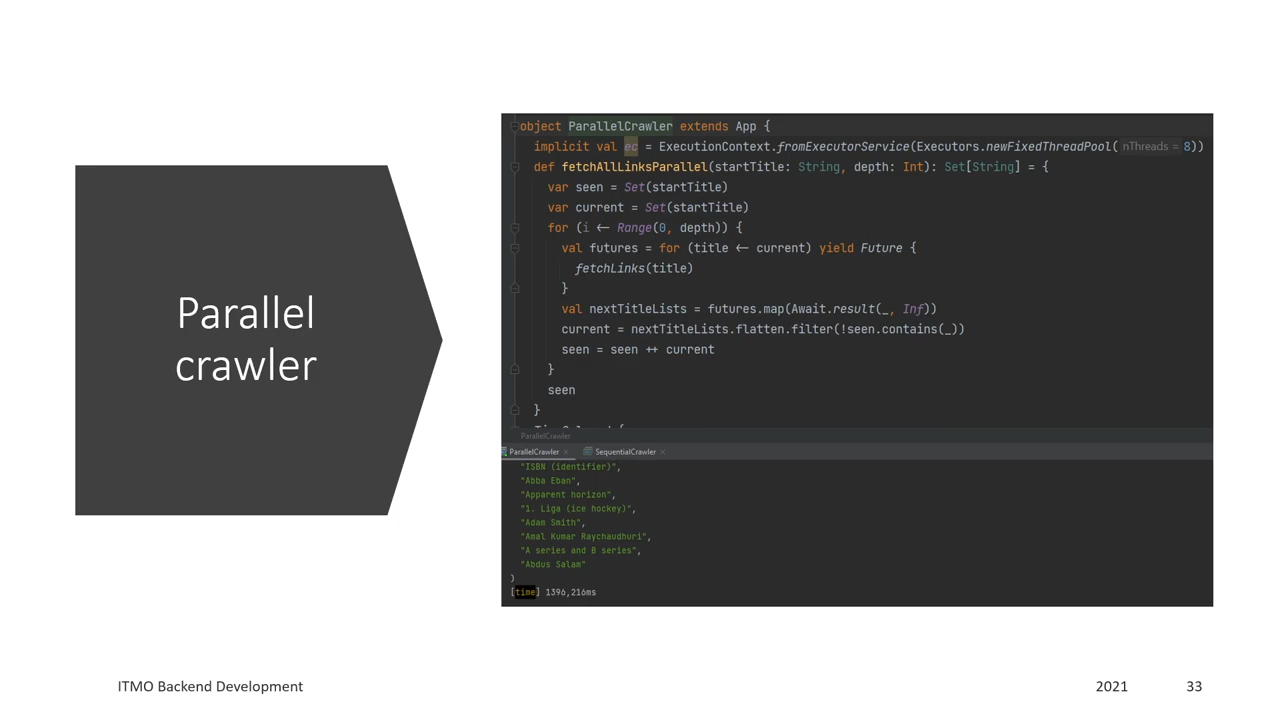 Parallel
crawler
object ParallelCrawler extends App {
implicit val ec = ExecutionContext.fromExecutorService(Executors.newFixedThreadPool( nThreads = 8))
def fetchAllLinksParallel(startTitle: String, depth: Int): Set[String] = {
var seen = Set(startTitle)
var current = Set(startTitle)
for (i ← Range(0, depth)) {
val futures = for (title ← current) yield Future {
fetchLinks(title)
}
val nextTitleLists = futures.map(Await.result(_, Inf))
current = nextTitleLists.flatten.filter(!seen.contains(_))
seen = seen ++ current
}
seen
}
ParallelCrawler
ParallelCrawler × SequentialCrawler ×
"ISBN (identifier)",
"Abba Eban",
"Apparent horizon",
"1. Liga (ice hockey)",
"Adam Smith",
"Amal Kumar Raychaudhuri",
"A series and B series",
"Abdus Salam"
)
[time] 1396,216ms
ITMO Backend Development
2021
33